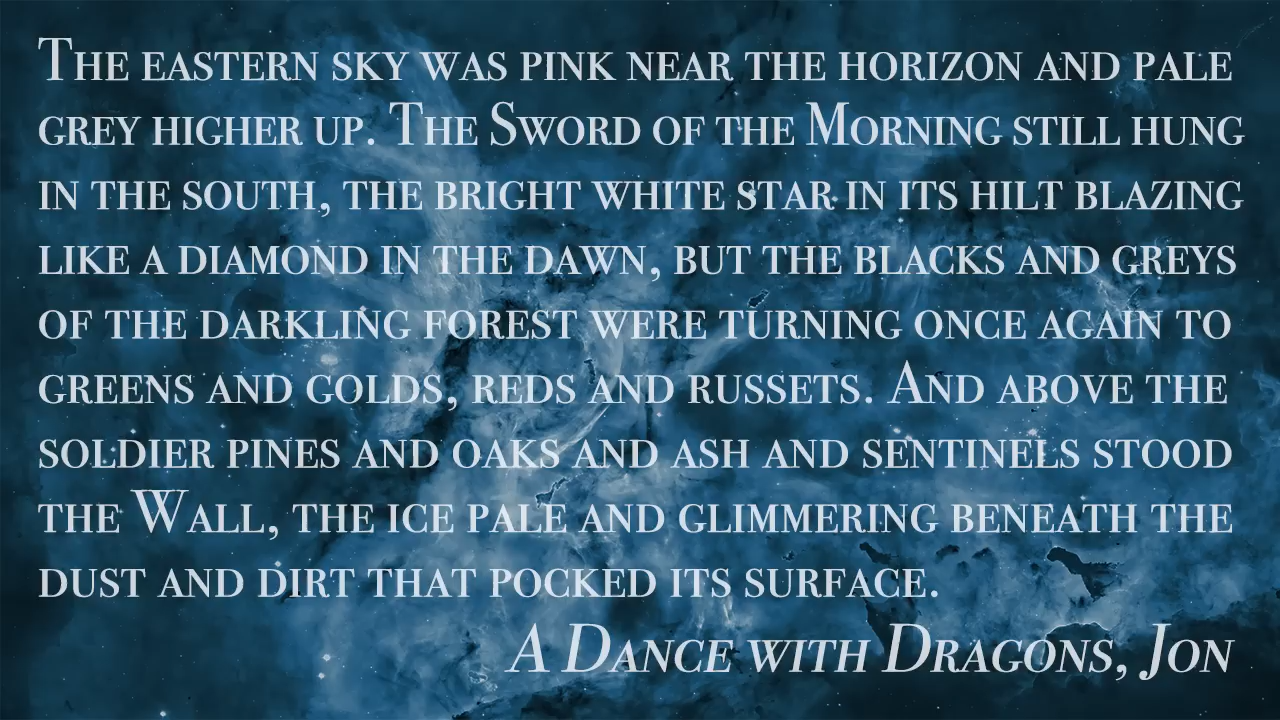 The eastern sky was pink near the horizon and pale
grey higher up. The Sword of the Morning still hung
in the south, the bright white star in its hilt blazing
like a diamond in the dawn, but the blacks and greys
of the darkling forest were turning once again to
greens and golds, reds and russets. And above the
soldier pines and oaks and ash and sentinels stood
the Wall, the ice pale and glimmering beneath the
dust and dirt that pocked its surface.
A Dance with Dragons, Jon